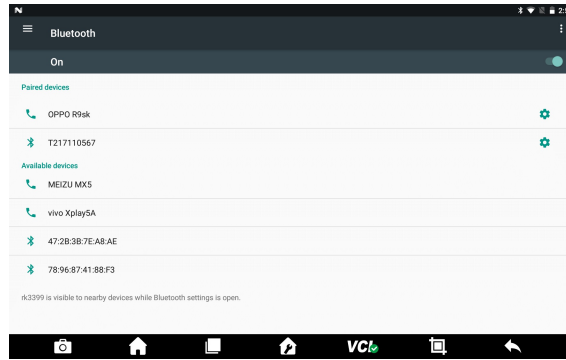 N
2:
Bluetooth
On
Paired devices
OPPO R9sk
T217110567
Available devices
MEIZU MX5
vivo Xplay5A
47:2B:3B:7E:A8:AE
78:96:87:41:88:F3
rk3399 is visible to nearby devices while Bluetooth settings is open.
VCI